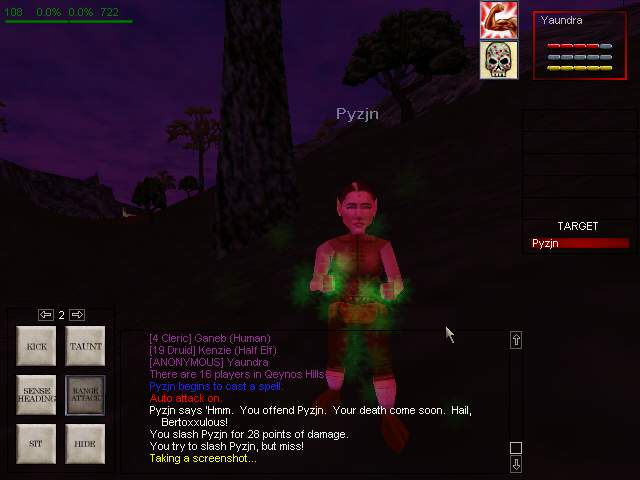 108 0.0% 0.0% 722
Yaundra
Pyzjn
TARGET
Pyzjn
2
KICK
TAUNT
SENSE
HEADING
RANGE
ATTACK
SIT
HIDE
[4 Cleric] Ganeb (Human)
[19 Druid] Kenzie (Half Elf)
[ANONYMOUS] Yaundra
There are 16 players in Qeynos Hills.
Pyzjn begins to cast a spell.
Auto attack on.
Pyzjn says 'Hmm. You offend Pyzjn. Your death come soon. Hail,
Bertoxxulous!
You slash Pyzjn for 28 points of damage.
You try to slash Pyzjn, but miss!
Taking a screenshot...